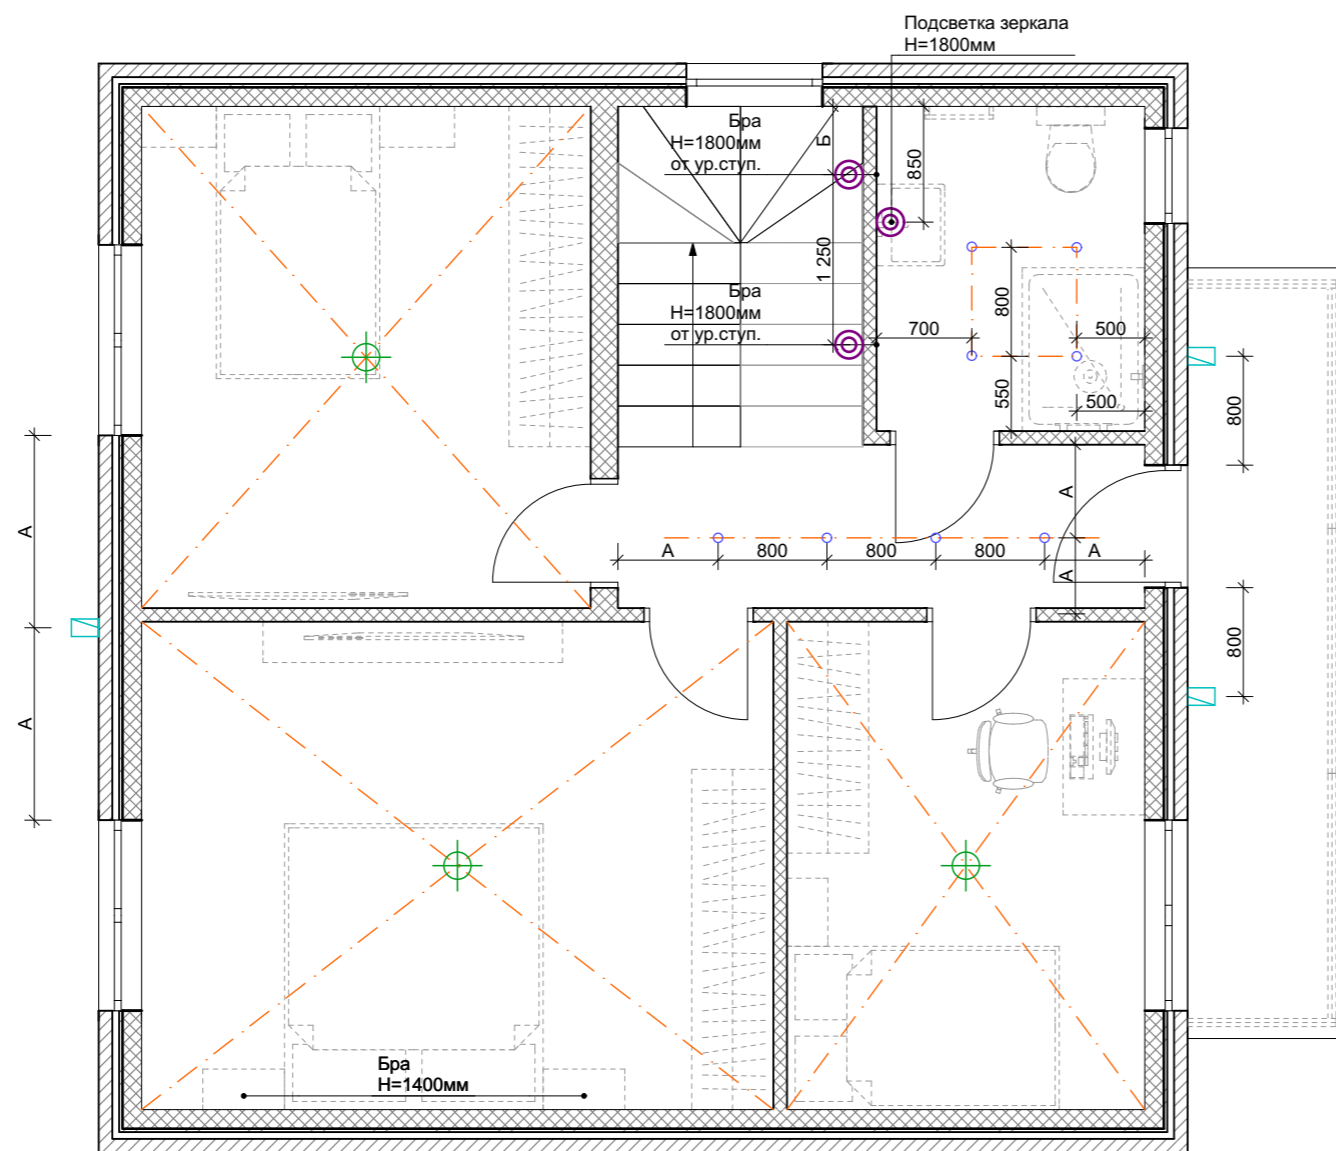 Подсветка зеркала
H=1800мм
Бра
H=1800мм
от ур.ступ.
Б
850
1 250
Бра
H=1800мм
от ур.ступ.
800
700
500
550
500
800
А
А
А
800
800
800
А
А
800
А
Бра
H=1400мм